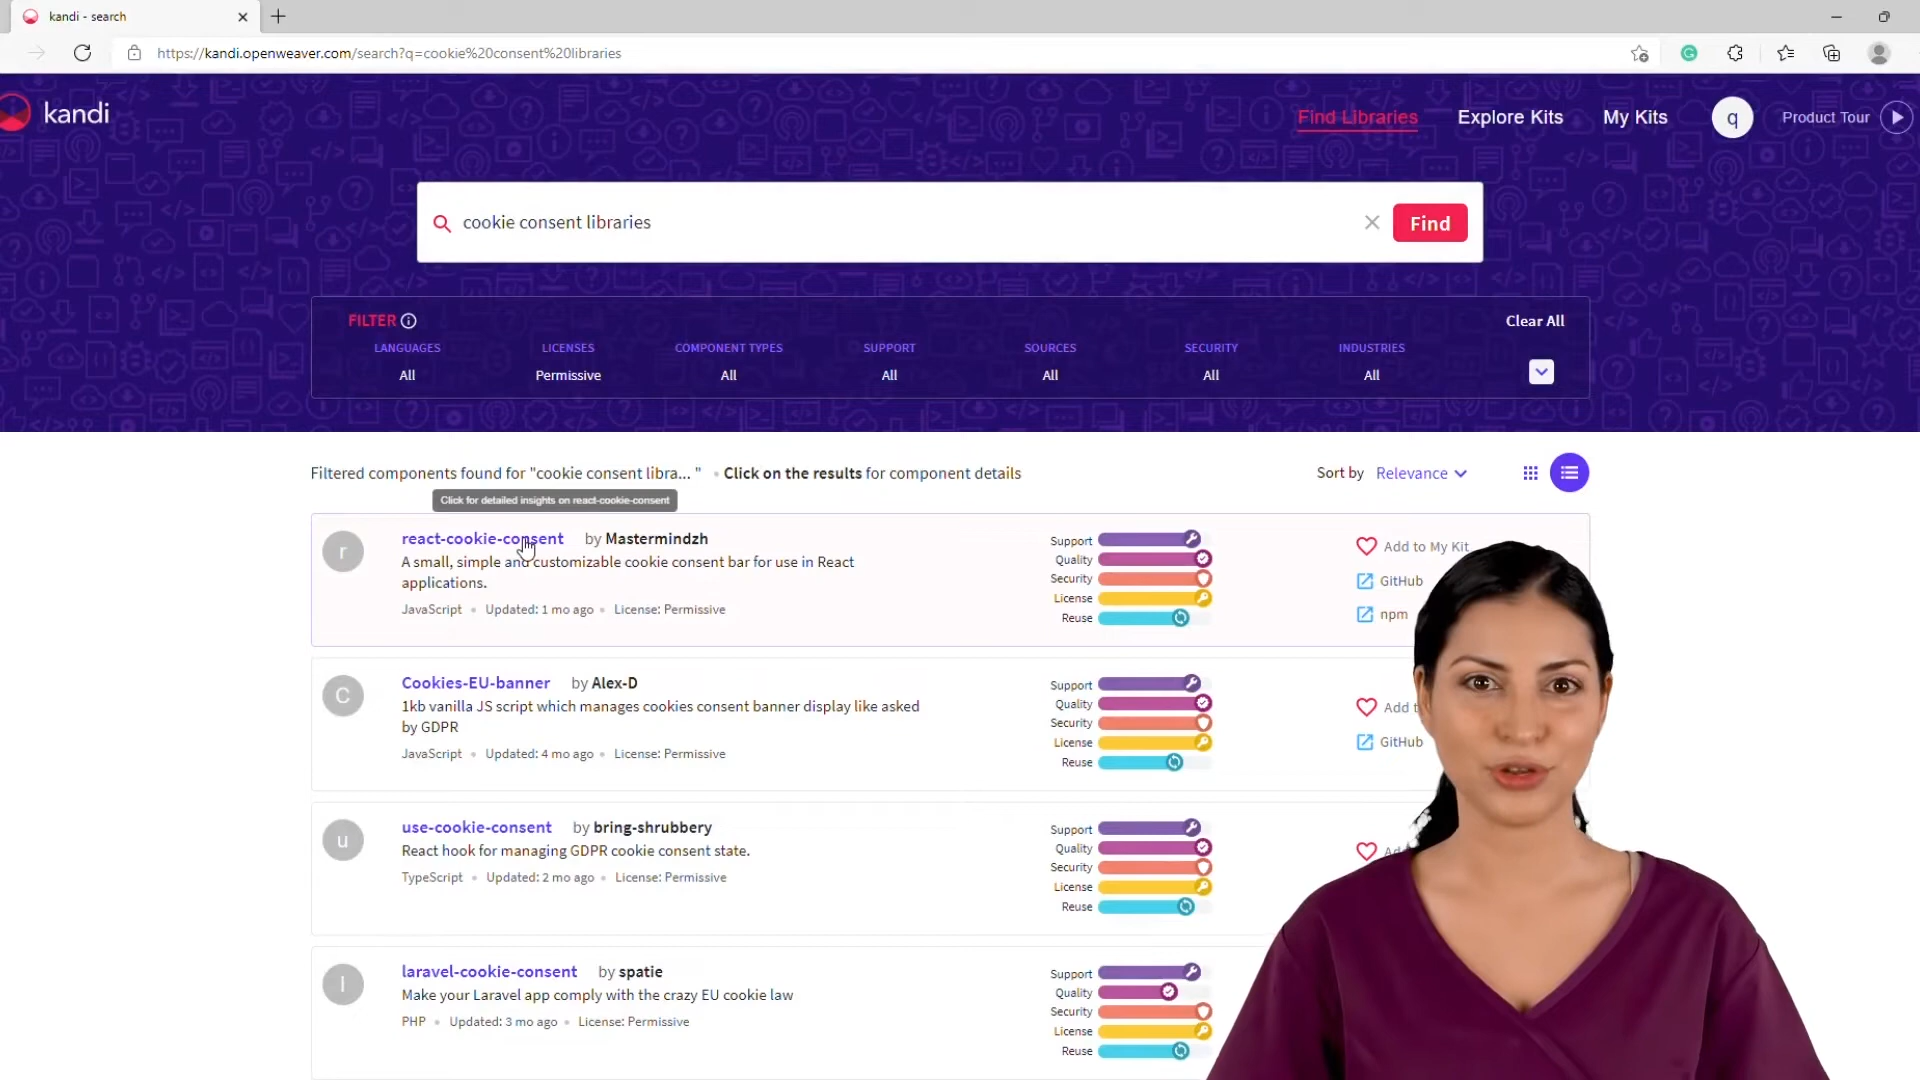 kandi - search
https://kandi.openweaver.com/search?q=cookie%20consent%20libraries
kandi
Find Libraries
Explore Kits
My Kits
q
Product Tour
cookie consent libraries
Find
FILTER
Clear All
LANGUAGES
LICENSES
COMPONENT TYPES
SUPPORT
SOURCES
SECURITY
INDUSTRIES
All
Permissive
All
All
All
All
All
Filtered components found for "cookie consent libra... "
Click on the results for component details
Sort by Relevance
Click for detailed insights on react-cookie-consent
r
react-cookie-consent by Mastermindzh
A small, simple and customizable cookie consent bar for use in React
applications.
JavaScript • Updated: 1 mo ago • License: Permissive
Support
Quality
Security
License
Reuse
Add to My Kit
GitHub
npm
C
Cookies-EU-banner by Alex-D
1kb vanilla JS script which manages cookies consent banner display like asked
by GDPR
JavaScript • Updated: 4 mo ago • License: Permissive
Support
Quality
Security
License
Reuse
Add t
GitHub
u
use-cookie-consent by bring-shrubbery
React hook for managing GDPR cookie consent state.
TypeScript • Updated: 2 mo ago • License: Permissive
Support
Quality
Security
License
Reuse
Ad
l
laravel-cookie-consent by spatie
Make your Laravel app comply with the crazy EU cookie law
PHP • Updated: 3 mo ago • License: Permissive
Support
Quality
Security
License
Reuse